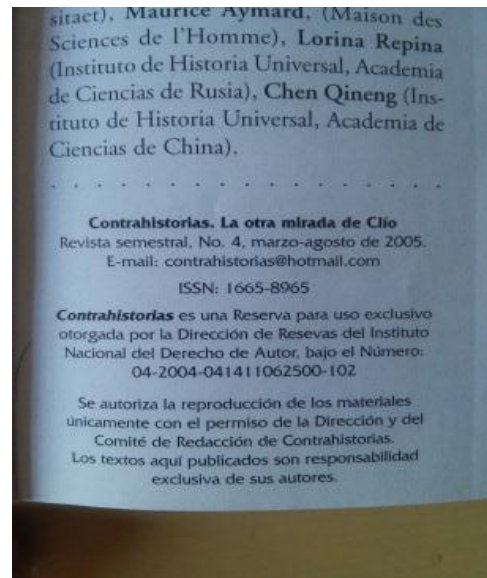 sitaet), Maurice Aymard, (Maison des
Sciences de l'Homme), Lorina Repina
(Instituto de Historia Universal, Academia
de Ciencias de Rusia), Chen Qineng (Ins-
tituto de Historia Universal, Academia de
Ciencias de China).
. . . . . . . . . . . . . . . . . .
Contrahistorias. La otra mirada de Clío
Revista semestral. No. 4, marzo-agosto de 2005.
E-mail: contrahistorias@hotmail.com
ISSN: 1665-8965
Contrahistorias es una Reserva para uso exclusivo
otorgada por la Dirección de Resevas del Instituto
Nacional del Derecho de Autor, bajo el Número:
04-2004-041411062500-102
Se autoriza la reproducción de los materiales
únicamente con el permiso de la Dirección y del
Comité de Redacción de Contrahistorias.
Los textos aquí publicados son responsabilidad
exclusiva de sus autores.